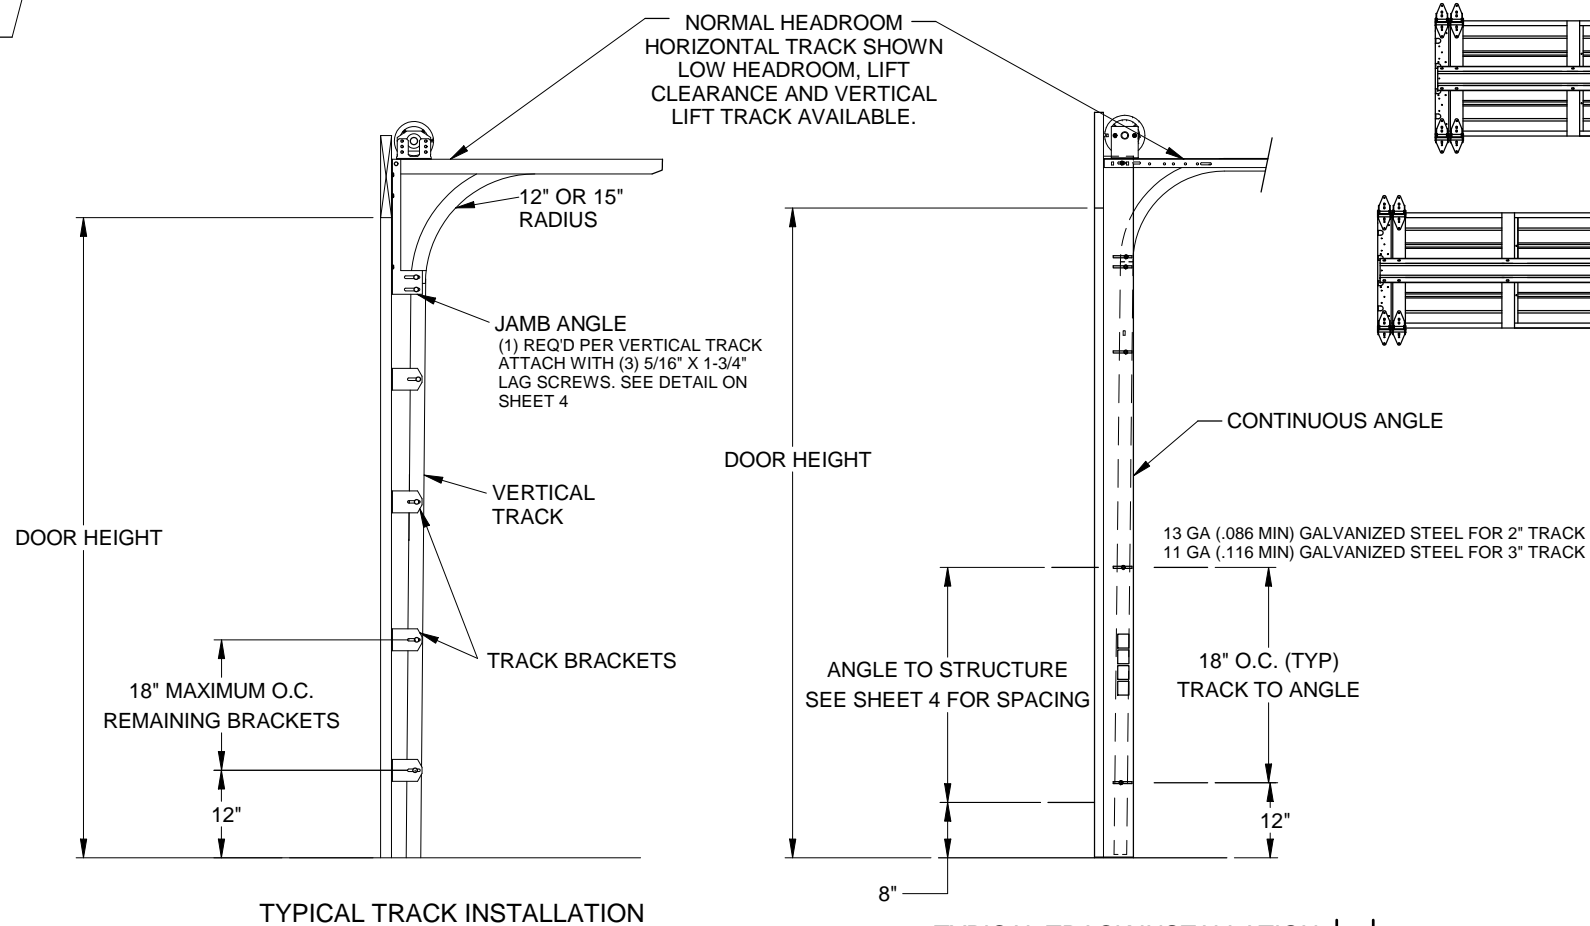 NORMAL HEADROOM
HORIZONTAL TRACK SHOWN
LOW HEADROOM, LIFT
CLEARANCE AND VERTICAL
LIFT TRACK AVAILABLE.
12" OR 15"
RADIUS
JAMB ANGLE
(1) REQ'D PER VERTICAL TRACK
ATTACH WITH (3) 5/16" X 1-3/4"
LAG SCREWS. SEE DETAIL ON
SHEET 4
VERTICAL
TRACK
DOOR HEIGHT
TRACK BRACKETS
18" MAXIMUM O.C.
REMAINING BRACKETS
12"
TYPICAL TRACK INSTALLATION
DOOR HEIGHT
CONTINUOUS ANGLE
13 GA (.086 MIN) GALVANIZED STEEL FOR 2" TRACK
11 GA (.116 MIN) GALVANIZED STEEL FOR 3" TRACK
ANGLE TO STRUCTURE
SEE SHEET 4 FOR SPACING
18" O.C. (TYP)
TRACK TO ANGLE
12"
8"
TYPICAL TRACK INSTALLATION